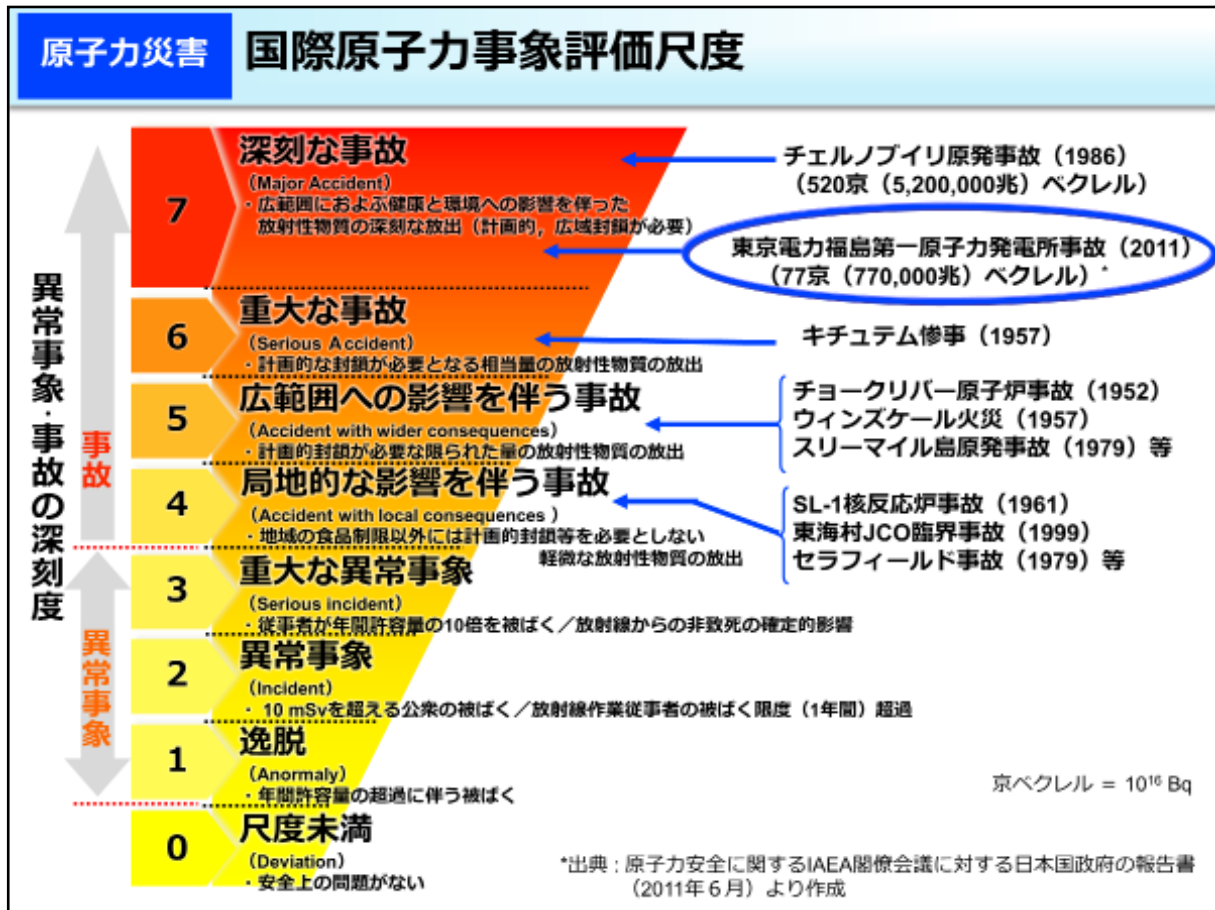 原子力災害
国際原子力事象評価尺度
異常事象・事故の深刻度
事故
異常事象
7
深刻な事故
(Major Accident)
・広範囲におよぶ健康と環境への影響を伴った
放射性物質の深刻な放出（計画的，広域封鎖が必要）
チェルノブイリ原発事故（1986）
（520京（5,200,000兆）ベクレル）
東京電力福島第一原子力発電所事故（2011）
（77京（770,000兆）ベクレル）*
6
重大な事故
(Serious Accident)
・計画的な封鎖が必要となる相当量の放射性物質の放出
キチュテム惨事（1957）
5
広範囲への影響を伴う事故
(Accident with wider consequences)
・計画的封鎖が必要な限られた量の放射性物質の放出
チョークリバー原子炉事故（1952）
ウィンズケール火災（1957）
スリーマイル島原発事故（1979）等
4
局地的な影響を伴う事故
(Accident with local consequences )
・地域の食品制限以外には計画的封鎖等を必要としない
軽微な放射性物質の放出
SL-1核反応炉事故（1961）
東海村JCO臨界事故（1999）
セラフィールド事故（1979）等
3
重大な異常事象
(Serious incident)
・従事者が年間許容量の10倍を被ばく／放射線からの非致死の確定的影響
2
異常事象
(Incident)
・ 10 mSvを超える公衆の被ばく／放射線作業従事者の被ばく限度（1年間）超過
1
逸脱
(Anormaly)
・年間許容量の超過に伴う被ばく
京ベクレル = 10¹⁶ Bq
0
尺度未満
(Deviation)
・安全上の問題がない
*出典：原子力安全に関するIAEA閣僚会議に対する日本国政府の報告書
（2011年６月）より作成